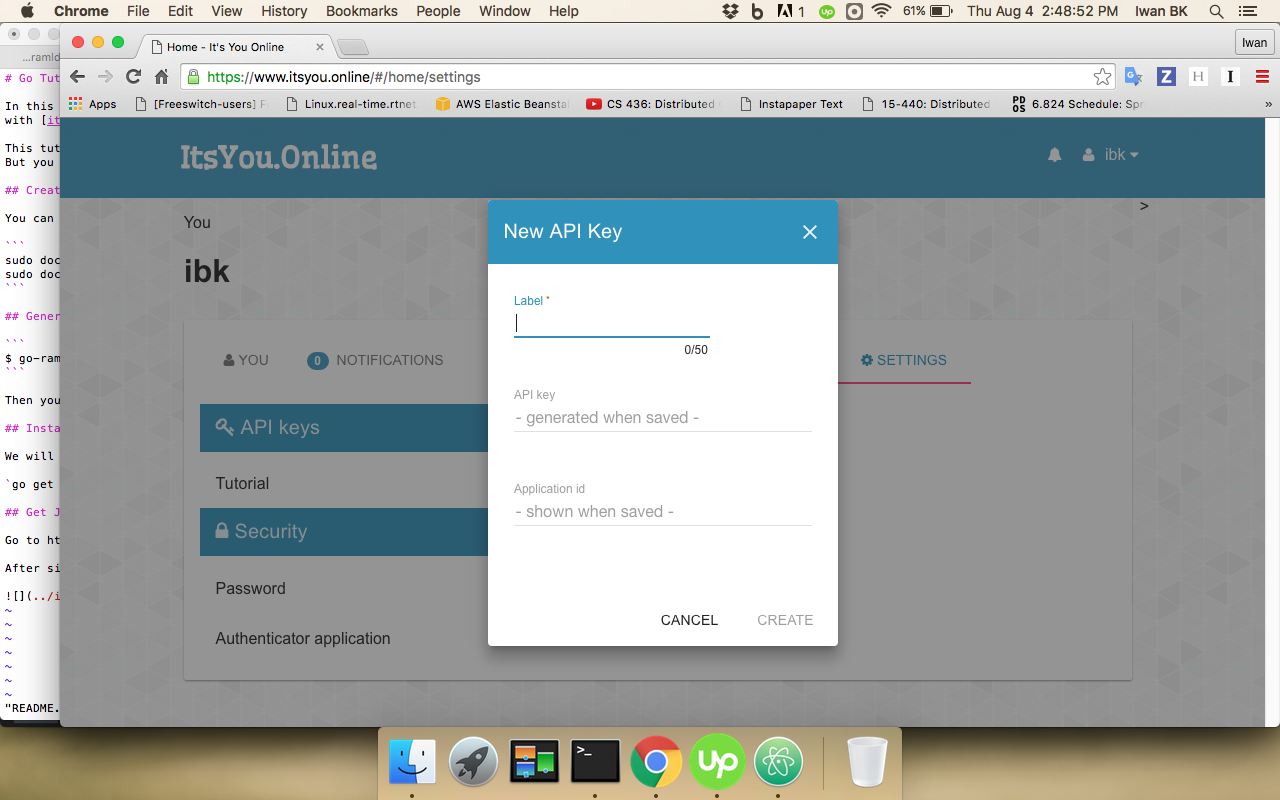 Chrome File Edit View History Bookmarks People Window Help 1 61% Thu Aug 4 2:48:52 PM Iwan BK
...ramld
Home - It's You Online
Iwan
https://www.itsyou.online/#/home/settings
Apps [Freeswitch-users] Linux.real-time.rtnet AWS Elastic Beanstal CS 436: Distributed Instapaper Text 15-440: Distributed PDOS 6.824 Schedule: Spr »
# Go Tut
In this
with [it
This tut
But you
## Creat
You can
```
sudo doc
sudo doc
```
## Gener
```
$ go-ram
```
Then you
## Insta
We will
`go get
## Get J
Go to ht
After si
![](../i
~
~
~
~
~
~
~
"README.
ItsYou.Online
ibk
>
You
ibk
YOU
0 NOTIFICATIONS
SETTINGS
API keys
Tutorial
Security
Password
Authenticator application
New API Key
Label *
0/50
API key
- generated when saved -
Application id
- shown when saved -
CANCEL CREATE
>_
Up